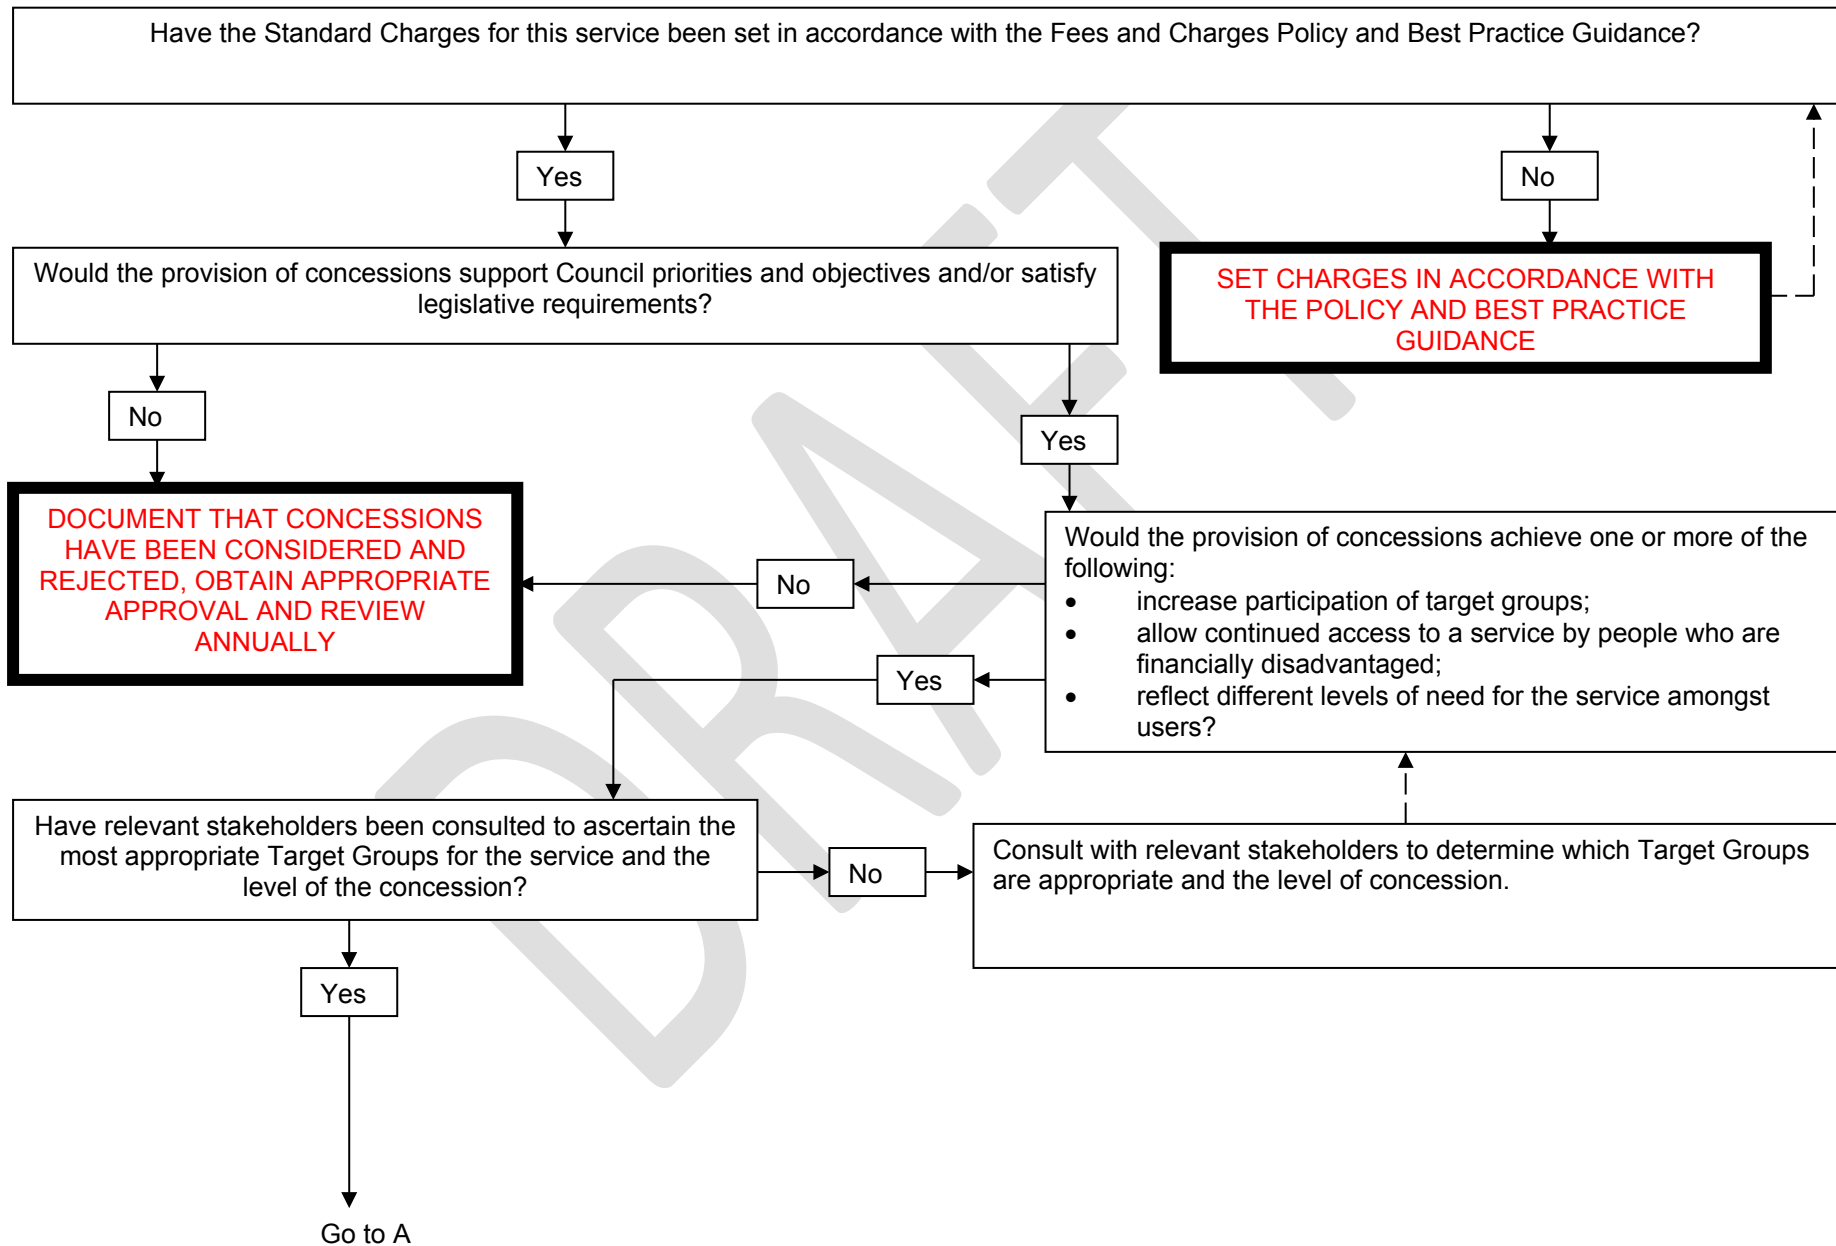 Have the Standard Charges for this service been set in accordance with the Fees and Charges Policy and Best Practice Guidance?
Yes
No
Would the provision of concessions support Council priorities and objectives and/or satisfy
legislative requirements?
SET CHARGES IN ACCORDANCE WITH
THE POLICY AND BEST PRACTICE
GUIDANCE
No
Yes
DOCUMENT THAT CONCESSIONS
HAVE BEEN CONSIDERED AND
REJECTED, OBTAIN APPROPRIATE
APPROVAL AND REVIEW
ANNUALLY
No
Yes
Would the provision of concessions achieve one or more of the
following:
• increase participation of target groups;
• allow continued access to a service by people who are
financially disadvantaged;
• reflect different levels of need for the service amongst
users?
Have relevant stakeholders been consulted to ascertain the
most appropriate Target Groups for the service and the
level of the concession?
No
Consult with relevant stakeholders to determine which Target Groups
are appropriate and the level of concession.
Yes
Go to A
DRAFT